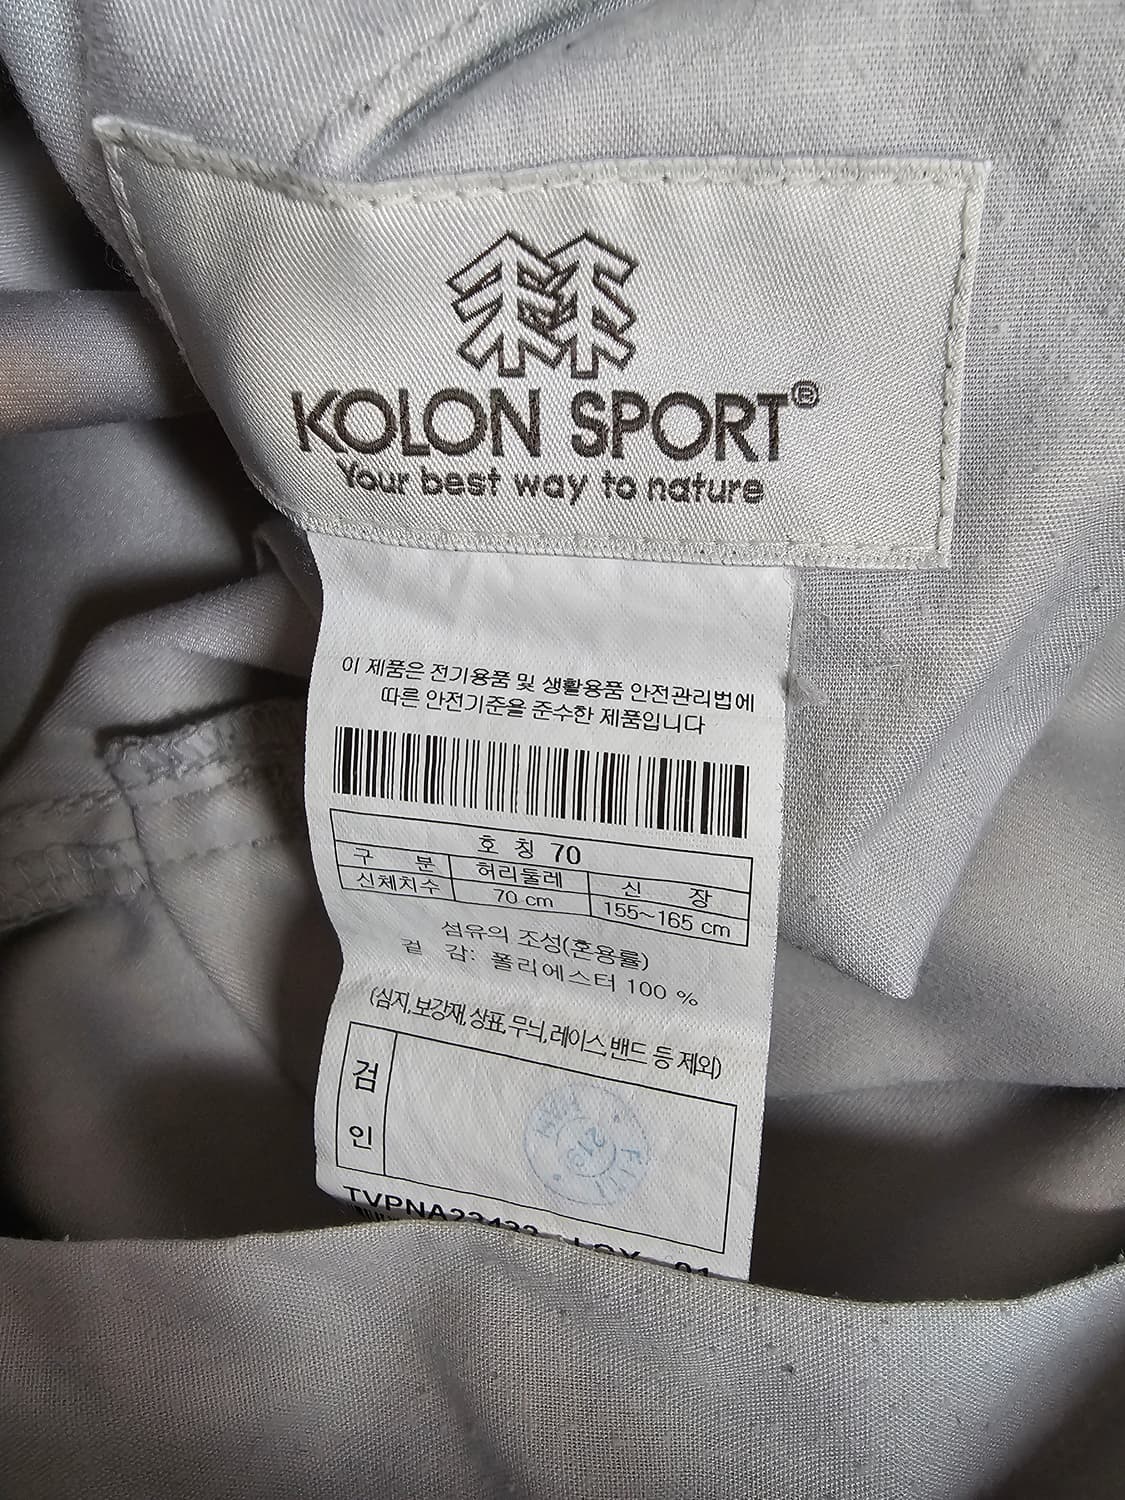 KOLON SPORT®
Your best way to nature
이 제품은 전기용품 및 생활용품 안전관리법에
따른 안전기준을 준수한 제품입니다
호 칭 70
구 분 허리둘레 신 장
신체치수 70 cm 155~165 cm
섬유의 조성(혼용률)
겉 감: 폴리에스터 100 %
(심지,보강재,상표,무늬,레이스,밴드 등 제외)
검
인